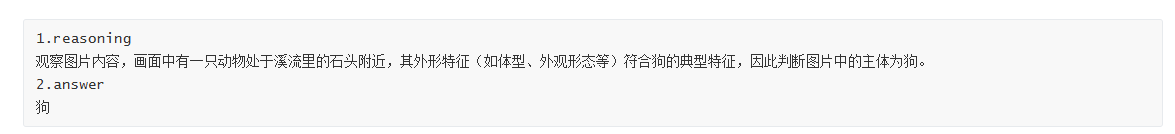 1.reasoning
观察图片内容，画面中有一只动物处于溪流里的石头附近，其外形特征（如体型、外观形态等）符合狗的典型特征，因此判断图片中的主体为狗。
2.answer
狗